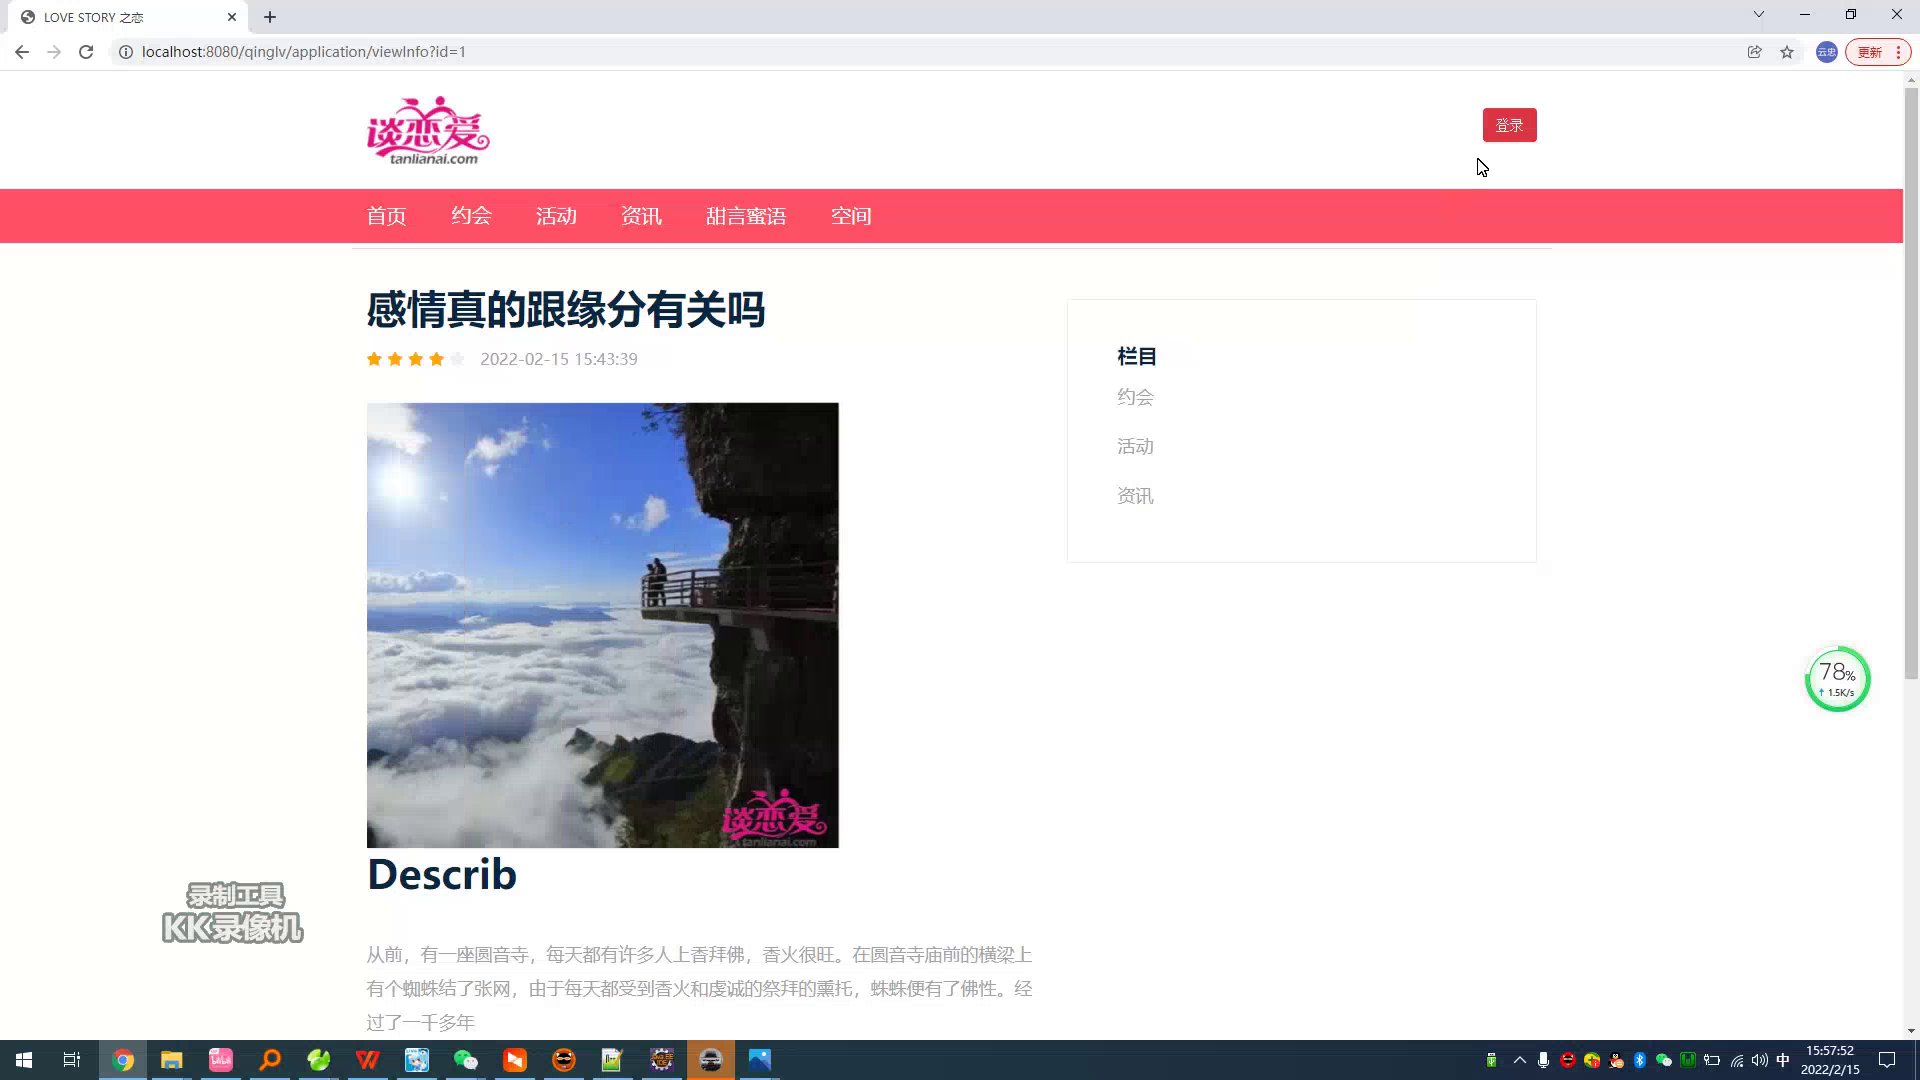 LOVE STORY 之恋
localhost:8080/qinglv/application/viewInfo?id=1
云忠
更新
谈恋爱
tanlianai.com
登录
首页 约会 活动 资讯 甜言蜜语 空间
感情真的跟缘分有关吗
2022-02-15 15:43:39
栏目
约会
活动
资讯
谈恋爱
tanlianai.com
78%
1.5K/s
Describ
录制工具
KK录像机
从前，有一座圆音寺，每天都有许多人上香拜佛，香火很旺。在圆音寺庙前的横梁上
有个蜘蛛结了张网，由于每天都受到香火和虔诚的祭拜的熏托，蛛蛛便有了佛性。经
过了一千多年
中
15:57:52
2022/2/15